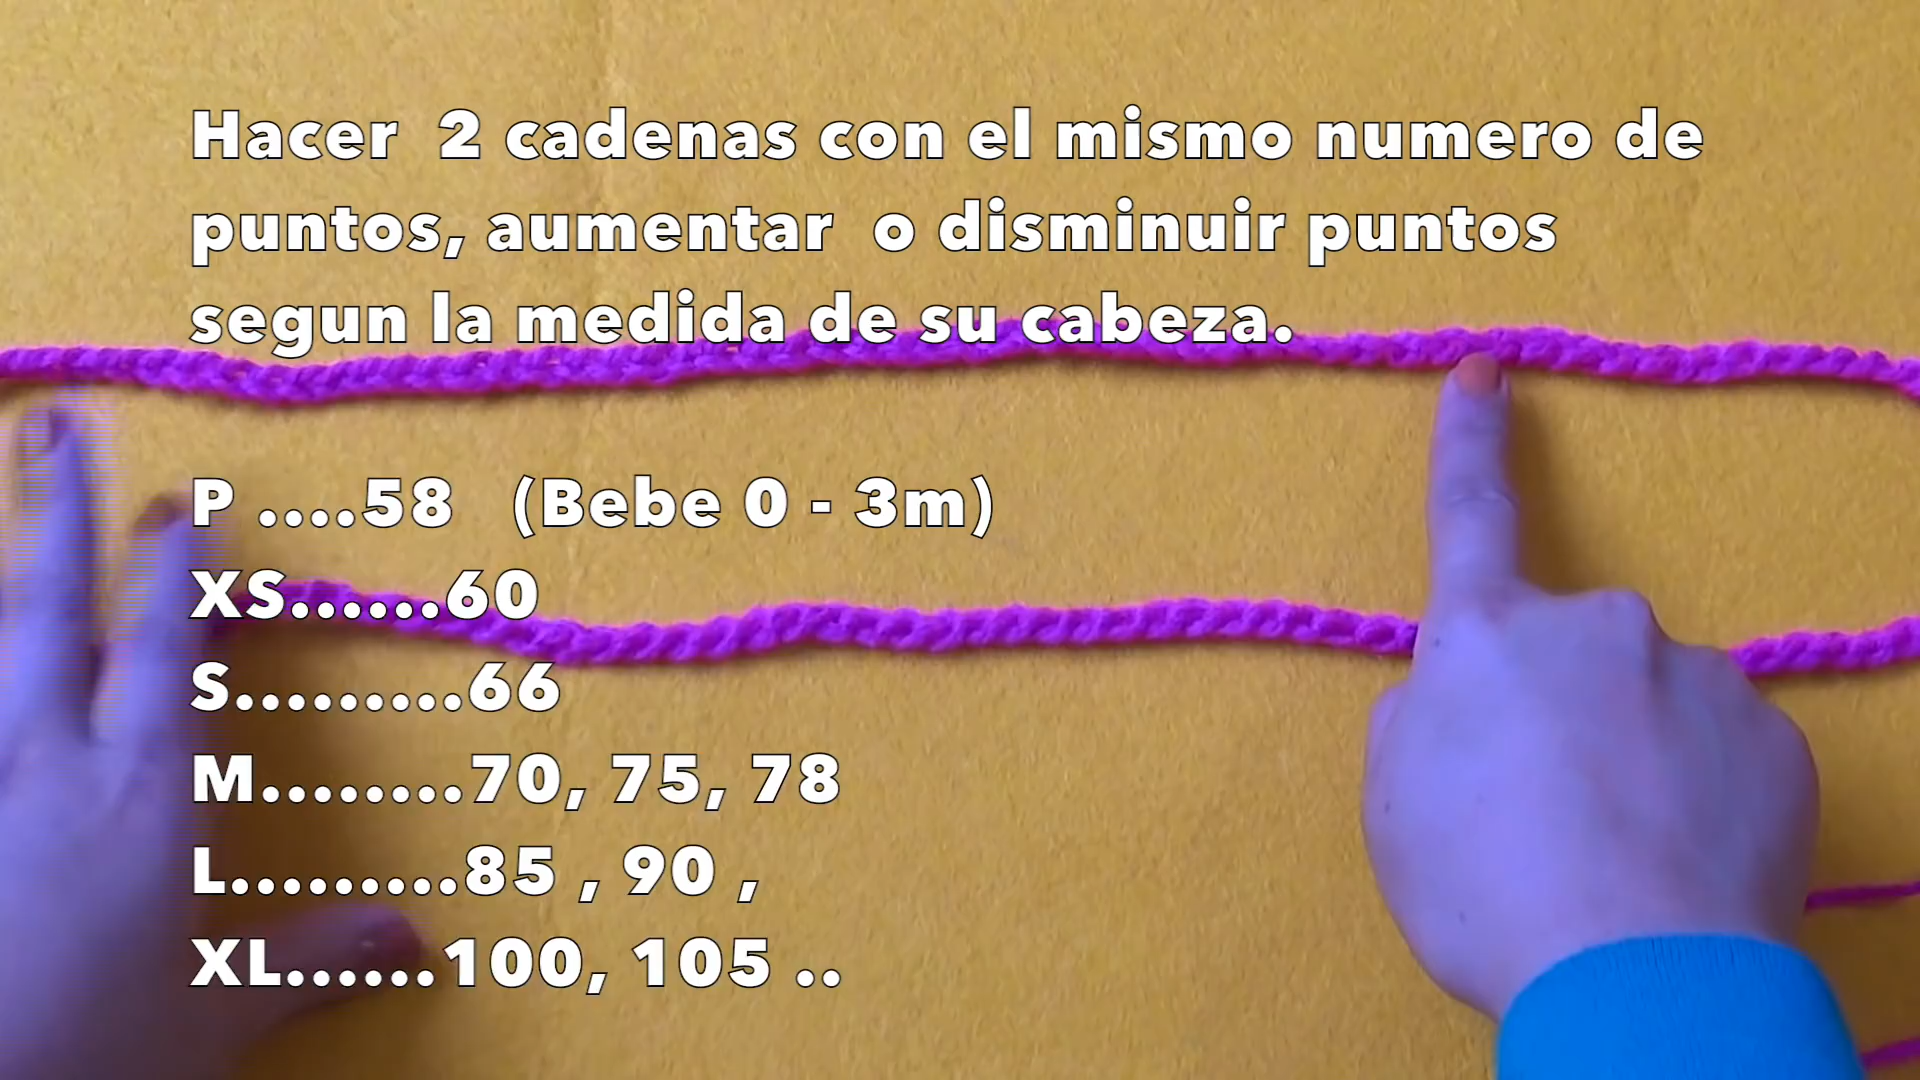 Hacer 2 cadenas con el mismo numero de
puntos, aumentar o disminuir puntos
segun la medida de su cabeza.
P ....58 (Bebe 0 - 3m)
XS......60
S.........66
M........70, 75, 78
L.........85 , 90 ,
XL......100, 105 ..